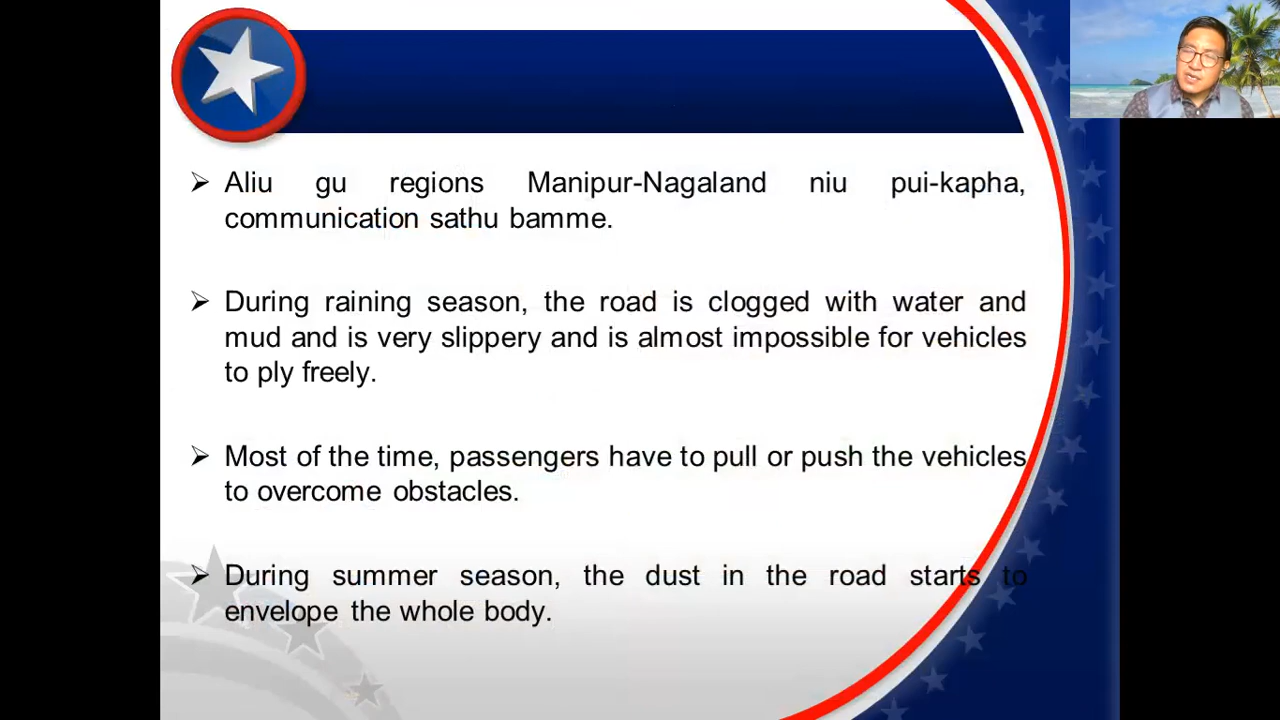 ➢ Aliu gu regions Manipur-Nagaland niu pui-kapha,
communication sathu bamme.
➢ During raining season, the road is clogged with water and
mud and is very slippery and is almost impossible for vehicles
to ply freely.
➢ Most of the time, passengers have to pull or push the vehicles
to overcome obstacles.
➢ During summer season, the dust in the road starts to
envelope the whole body.